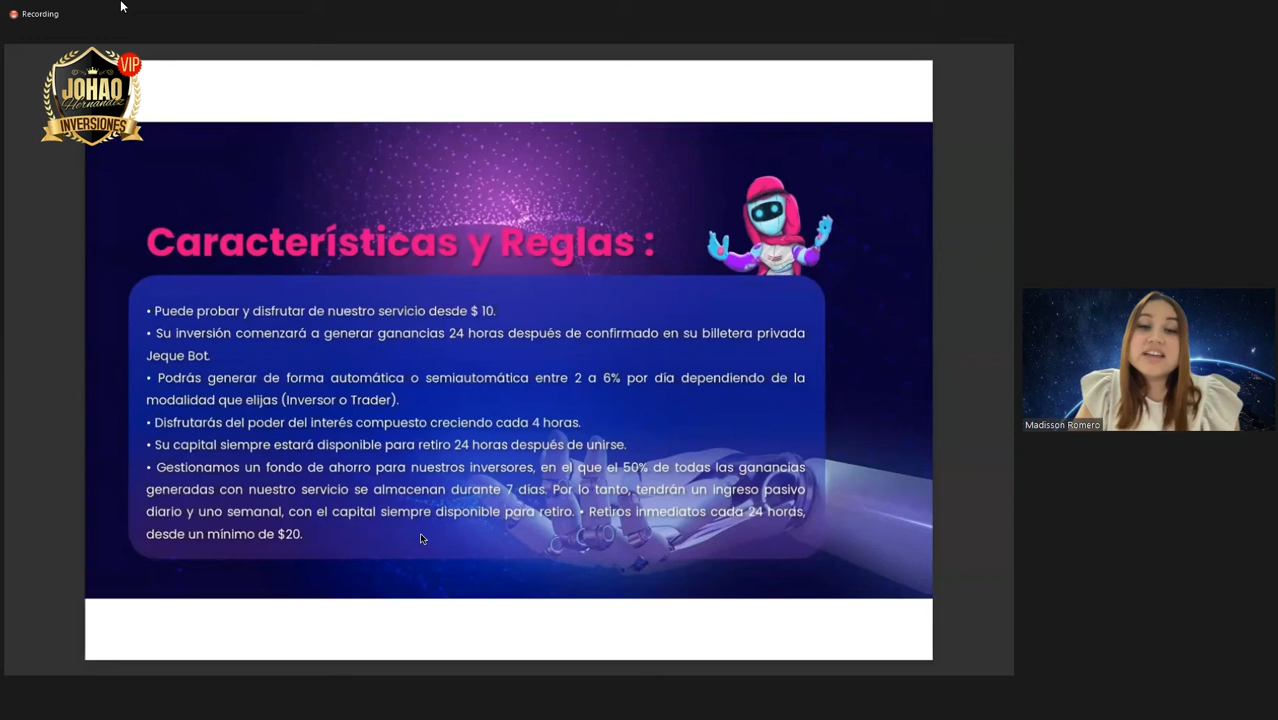 Recording
VIP
JOHAO
Hernández
INVERSIONES
Características y Reglas :
• Puede probar y disfrutar de nuestro servicio desde $ 10.
• Su inversión comenzará a generar ganancias 24 horas después de confirmado en su billetera privada
Jeque Bot.
• Podrás generar de forma automática o semiautomática entre 2 a 6% por día dependiendo de la
modalidad que elijas (Inversor o Trader).
• Disfrutarás del poder del interés compuesto creciendo cada 4 horas.
• Su capital siempre estará disponible para retiro 24 horas después de unirse.
• Gestionamos un fondo de ahorro para nuestros inversores, en el que el 50% de todas las ganancias
generadas con nuestro servicio se almacenan durante 7 días. Por lo tanto, tendrán un ingreso pasivo
diario y uno semanal, con el capital siempre disponible para retiro. • Retiros inmediatos cada 24 horas,
desde un mínimo de $20.
Madisson Romero